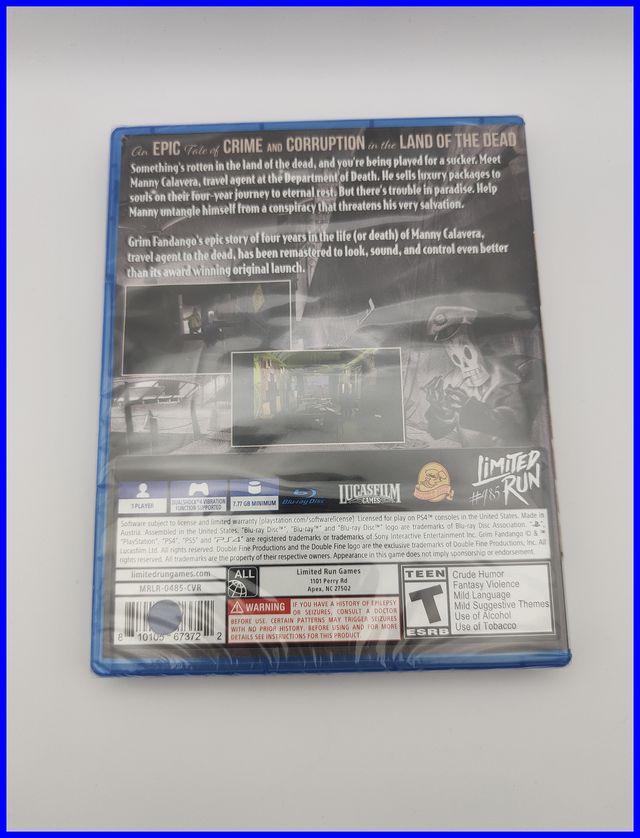 An EPIC Tale of CRIME AND CORRUPTION in the LAND OF THE DEAD
Something's rotten in the land of the dead, and you're being played for a sucker. Meet
Manny Calavera, travel agent at the Department of Death. He sells luxury packages to
souls on their four-year journey to eternal rest. But there's trouble in paradise. Help
Manny untangle himself from a conspiracy that threatens his very salvation.
Grim Fandango's epic story of four years in the life (or death) of Manny Calavera,
travel agent to the dead, has been remastered to look, sound, and control even better
than its award winning original launch.
1 PLAYER
DUALSHOCK®4 VIBRATION
FUNCTION SUPPORTED
7.77 GB MINIMUM
Blu-ray Disc™
LUCASFILM
GAMES
LIMITED
RUN
#485
Software subject to license and limited warranty (playstation.com/softwarelicense). Licensed for play on PS4™ consoles in the United States. Made in
Austria. Assembled in the United States. "Blu-ray Disc™", "Blu-ray™" and "Blu-ray Disc™" logo are trademarks of Blu-ray Disc Association.
"PlayStation", "PS4", "PS5" and "PS4" are registered trademarks or trademarks of Sony Interactive Entertainment Inc. Grim Fandango © & ™
Lucasfilm Ltd. All rights reserved. Double Fine Productions and the Double Fine logo are the exclusive trademarks of Double Fine Productions, Inc. All
rights reserved. All trademarks are the property of their respective owners. Appearance in this game does not imply sponsorship or endorsement.
limitedrungames.com
MRLR-0485-CVR
8 10105 67372 2
ALL
Limited Run Games
1101 Perry Rd
Apex, NC 27502
WARNING IF YOU HAVE A HISTORY OF EPILEPSY
OR SEIZURES, CONSULT A DOCTOR
BEFORE USE. CERTAIN PATTERNS MAY TRIGGER SEIZURES
WITH NO PRIOR HISTORY. BEFORE USING AND FOR MORE
DETAILS SEE INSTRUCTIONS FOR THIS PRODUCT.
TEEN
T
ESRB
Crude Humor
Fantasy Violence
Mild Language
Mild Suggestive Themes
Use of Alcohol
Use of Tobacco